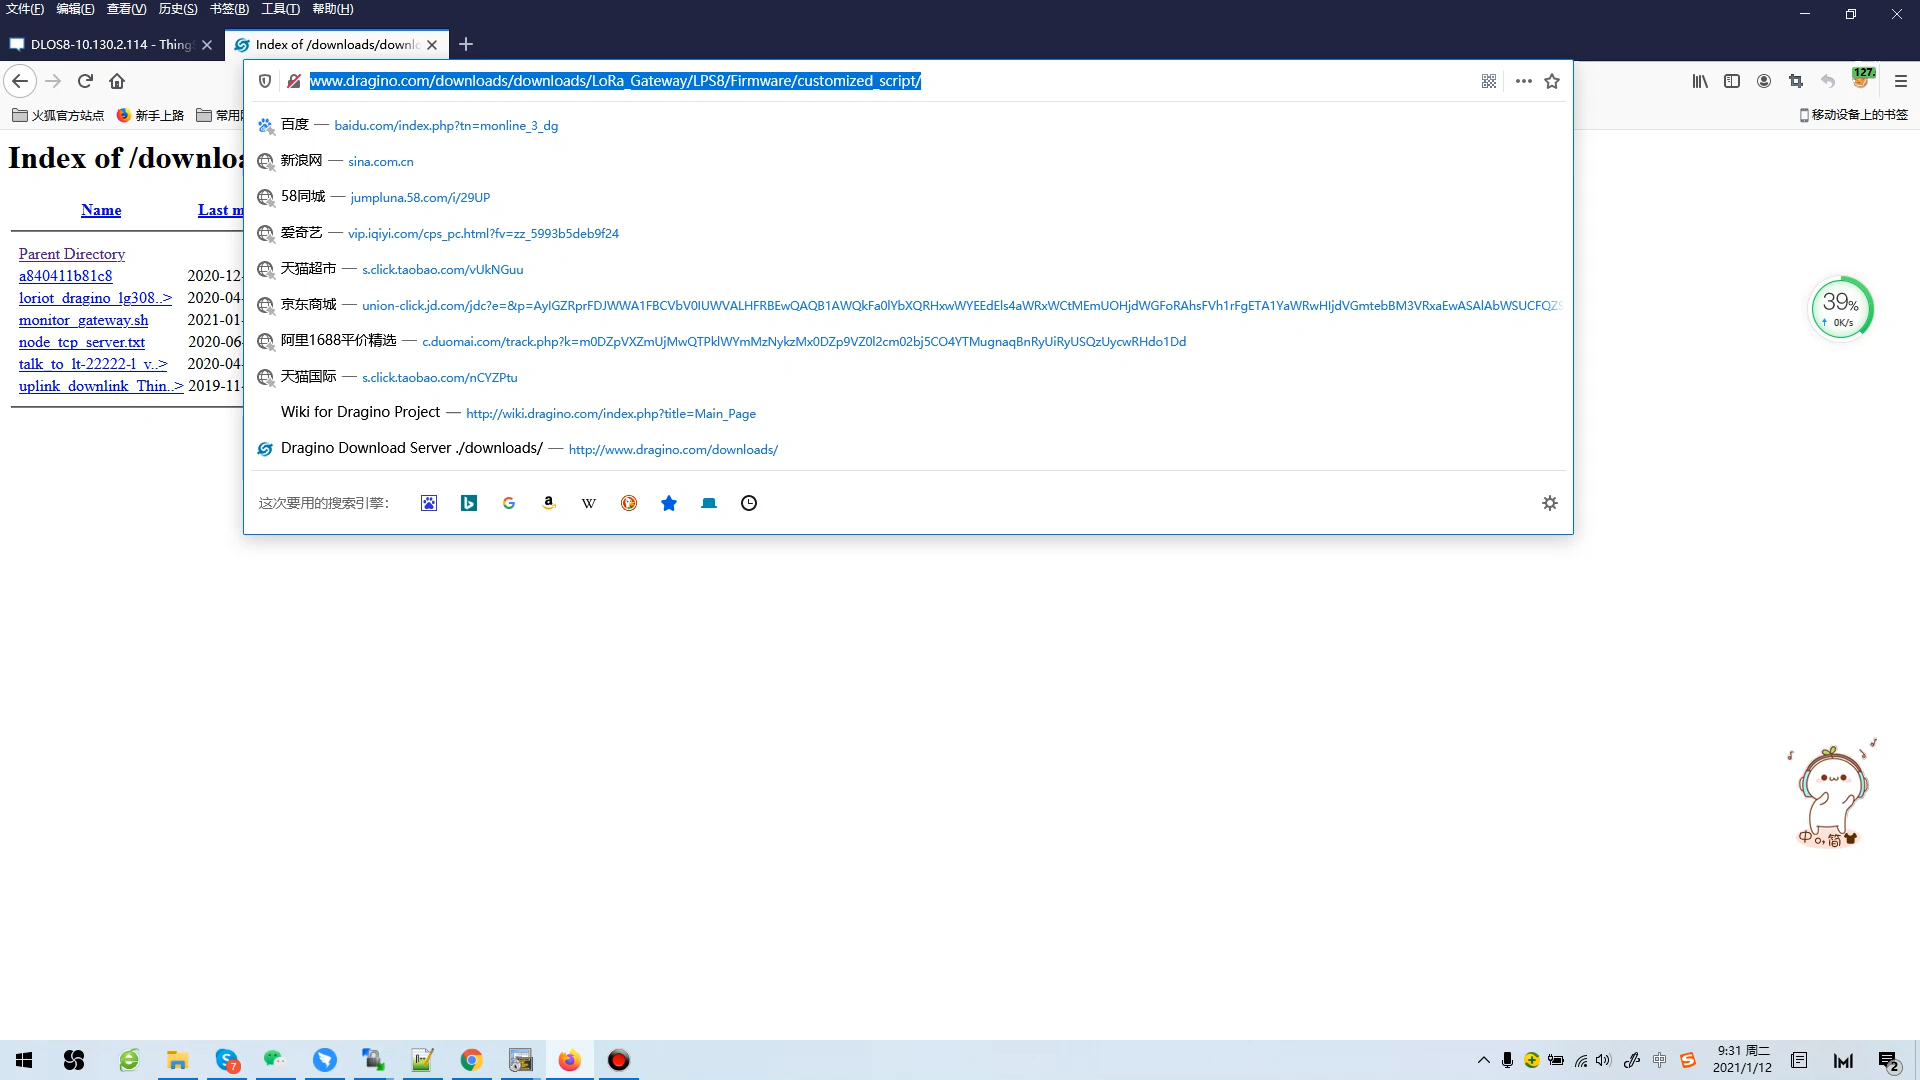 文件(F) 编辑(E) 查看(V) 历史(S) 书签(B) 工具(T) 帮助(H)
DLOS8-10.130.2.114 - Thing
Index of /downloads/downlo
www.dragino.com/downloads/downloads/LoRa_Gateway/LPS8/Firmware/customized_script/
127.
火狐官方站点 新手上路 常用网
移动设备上的书签
百度 — baidu.com/index.php?tn=monline_3_dg
新浪网 — sina.com.cn
58同城 — jumpluna.58.com/i/29UP
爱奇艺 — vip.iqiyi.com/cps_pc.html?fv=zz_5993b5deb9f24
天猫超市 — s.click.taobao.com/vUkNGuu
京东商城 — union-click.jd.com/jdc?e=&p=AyIGZRprFDJWWA1FBCVbV0IUWVALHFRBEwQAQB1AWQkFa0lYbXQRHxwWYEEdEls4aWRxWCtMEmUOHjdWGFoRAhsFVh1rFgETA1YaWRwHIjdVGmtebBM3VRxaEwASAlAbWSUCFQZS
阿里1688平价精选 — c.duomai.com/track.php?k=m0DZpVXZmUjMwQTPklWYmMzNykzMx0DZp9VZ0l2cm02bj5CO4YTMugnaqBnRyUiRyUSQzUycwRHdo1Dd
天猫国际 — s.click.taobao.com/nCYZPtu
Wiki for Dragino Project — http://wiki.dragino.com/index.php?title=Main_Page
Dragino Download Server ./downloads/ — http://www.dragino.com/downloads/
这次要用的搜索引擎:
Index of /downloa
Name Last m
Parent Directory
a840411b81c8 2020-12-
loriot_dragino_lg308..> 2020-04-
monitor_gateway.sh 2021-01-
node_tcp_server.txt 2020-06-
talk_to_lt-22222-l_v..> 2020-04-
uplink_downlink_Thin..> 2019-11-
39%
0K/s
中 o, 简
7
中
9:31 周二
2021/1/12
2